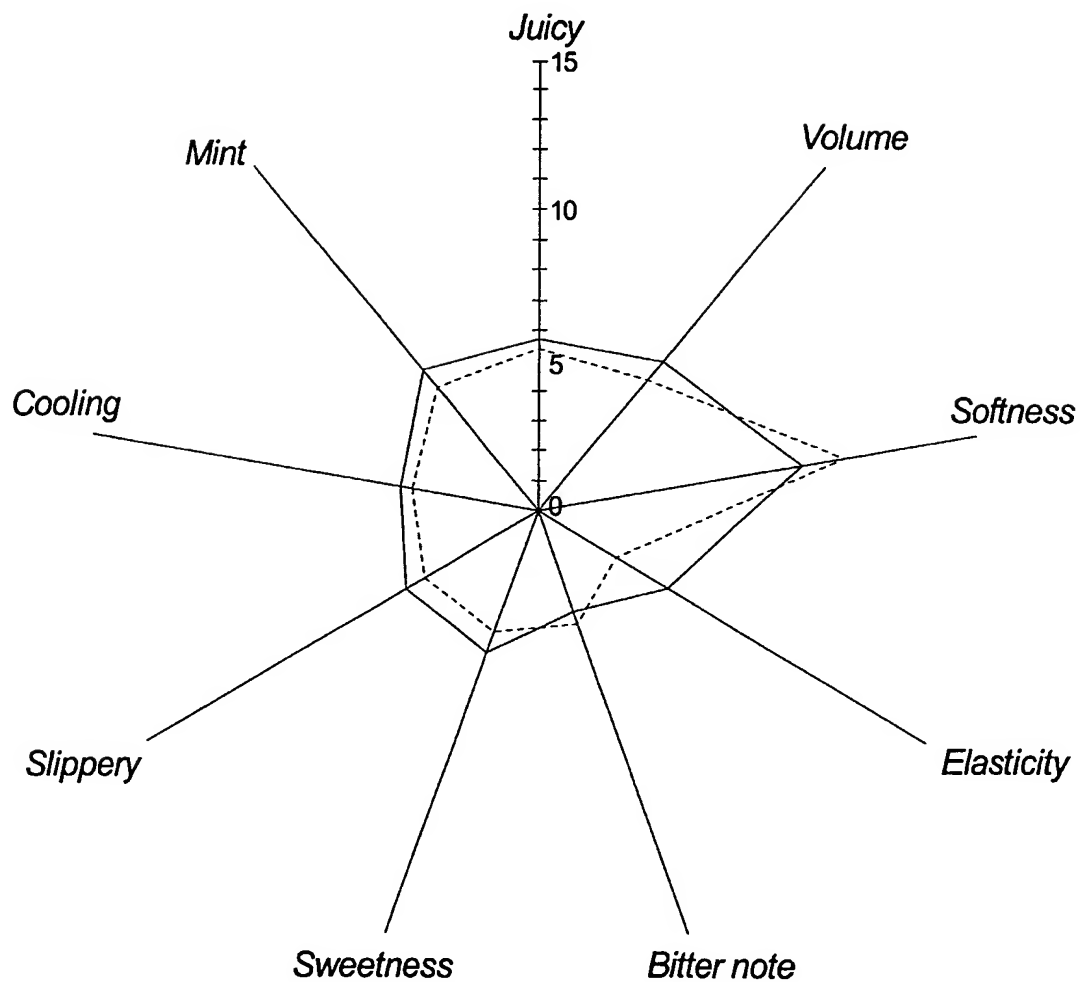 Juicy
15
Volume
Mint
10
5
Cooling
Softness
0
Slippery
Elasticity
Sweetness
Bitter note